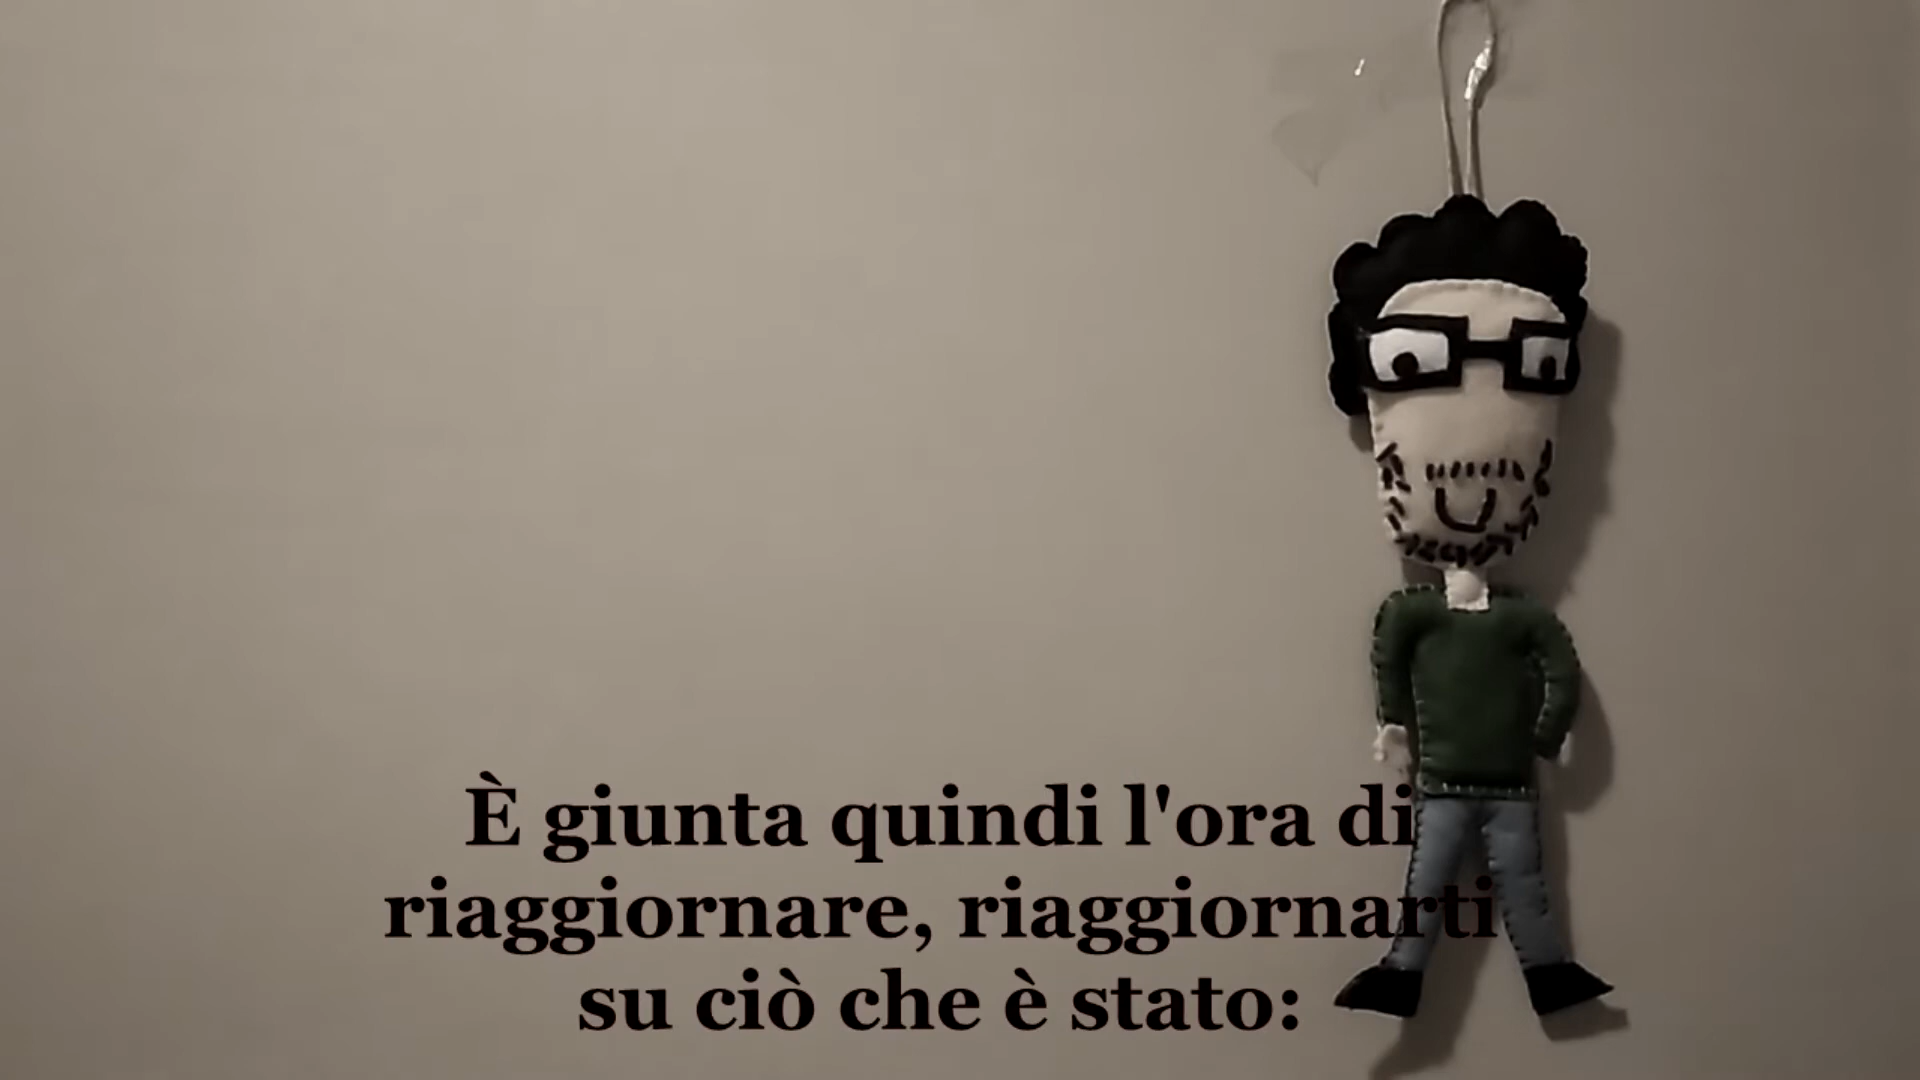 È giunta quindi l'ora di
riaggiornare, riaggiornarti
su ciò che è stato: